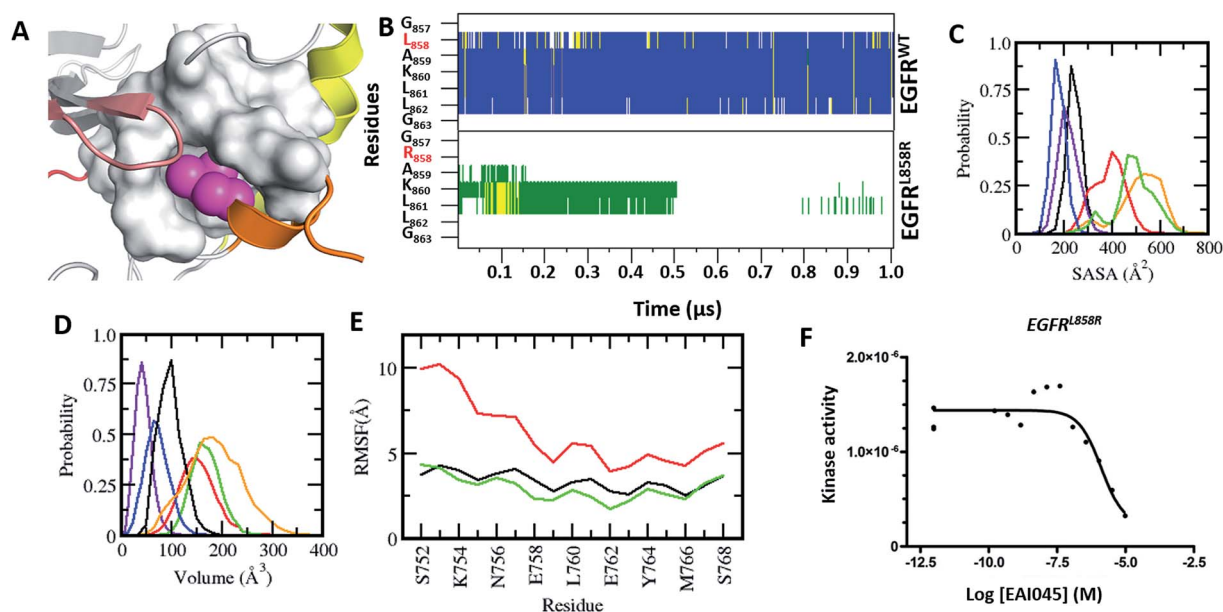 A
B
C
Residues
G857
L858
A859
K860
L861
L862
G863
G857
R858
A859
K860
L861
L862
G863
EGFRWT
EGFRL858R
0.1 0.2 0.3 0.4 0.5 0.6 0.7 0.8 0.9 1.0
Time (μs)
Probability
1.0
0.75
0.5
0.25
0
0 200 400 600 800
SASA (Å2)
D
Probability
1.0
0.75
0.5
0.25
0
0 100 200 300 400
Volume (Å3)
E
RMSF(Å)
10
5
0
S752 K754 N756 E758 L760 E762 Y764 M766 S768
Residue
F
EGFRL858R
Kinase activity
2.0×10-6
1.0×10-6
0
-12.5 -10.0 -7.5 -5.0 -2.5
Log [EAI045] (M)